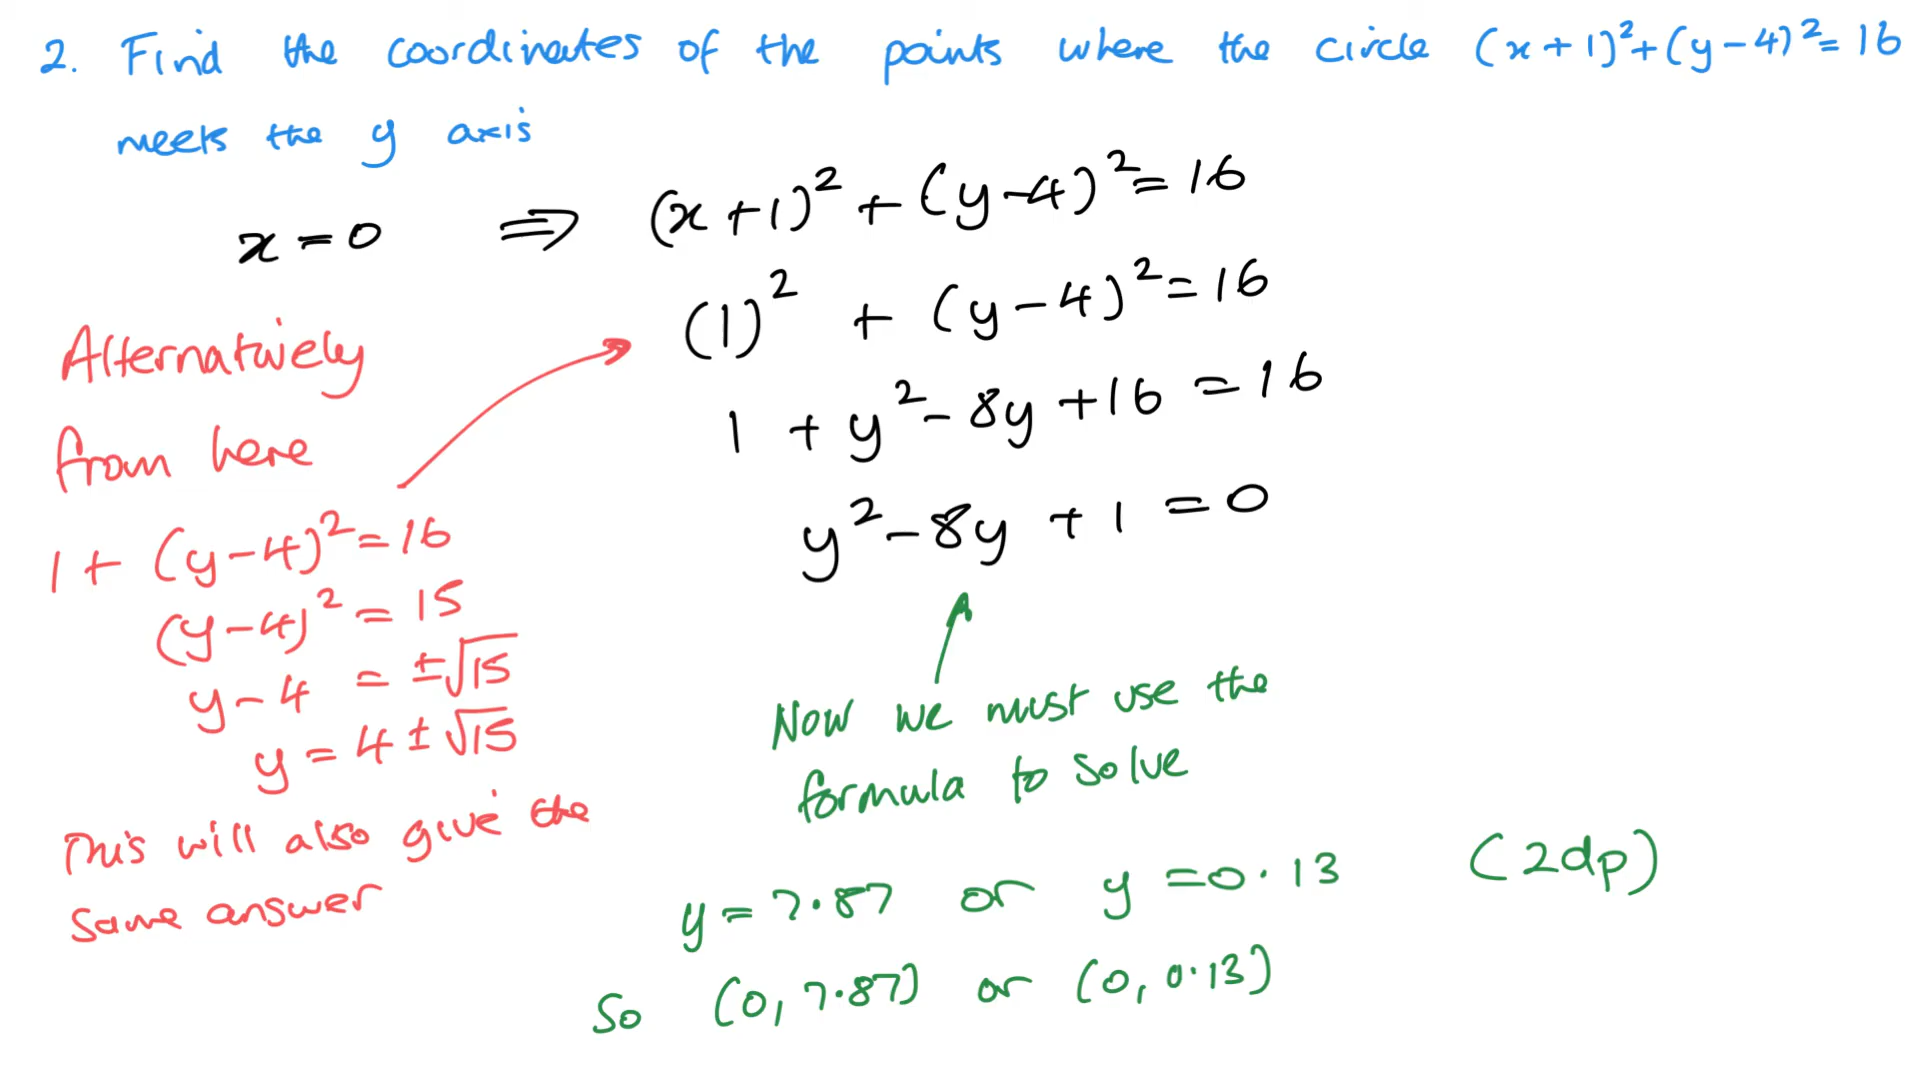 2. Find the coordinates of the points where the circle (x+1)²+(y-4)²=16
meets the y axis
x=0 ⇒ (x+1)²+(y-4)²=16
(1)² + (y-4)²=16
1 + y²-8y+16 =16
y²-8y +1 =0
Now we must use the
formula to solve
y=7.87 or y=0.13 (2dp)
So (0, 7.87) or (0, 0.13)
Alternatively
from here
1+ (y-4)²=16
(y-4)² = 15
y-4 = ±√15
y = 4 ± √15
This will also give the
same answer